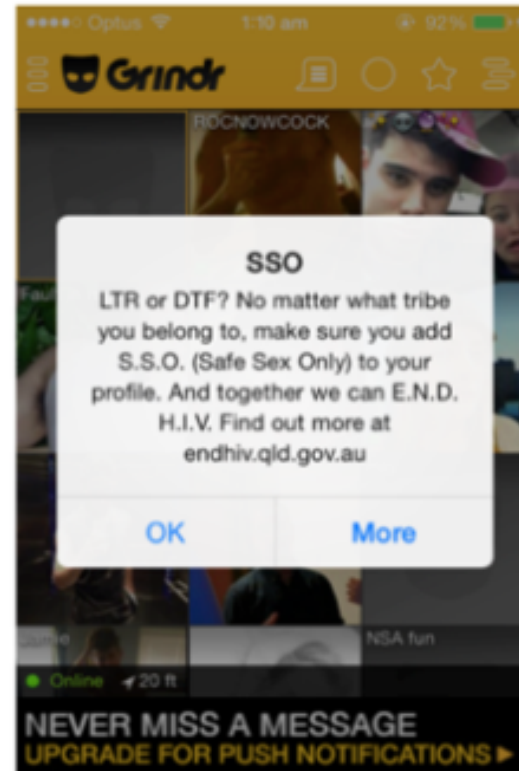 Optus 1:10 am 92%
Grindr
ROCNOWCOCK
SSO
LTR or DTF? No matter what tribe
you belong to, make sure you add
S.S.O. (Safe Sex Only) to your
profile. And together we can E.N.D.
H.I.V. Find out more at
endhiv.qld.gov.au
OK More
NSA fun
Online 20 ft
NEVER MISS A MESSAGE
UPGRADE FOR PUSH NOTIFICATIONS